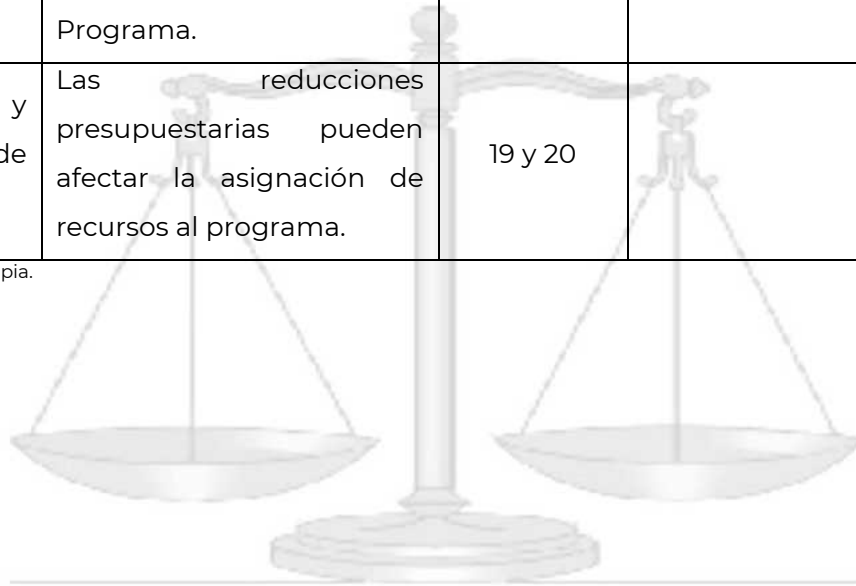 Programa.
y
de
Las reducciones
presupuestarias pueden
afectar la asignación de
recursos al programa.
19 y 20
pia.